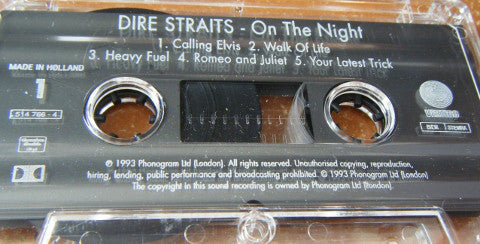 DIRE STRAITS - On The Night
1. Calling Elvis 2. Walk Of Life
3. Heavy Fuel 4. Romeo and Juliet 5. Your Latest Trick
MADE IN HOLLAND
1
514 766 - 4
STEMRA
℗ 1993 Phonogram Ltd (London). All rights reserved. Unauthorised copying, reproduction,
hiring, lending, public performance and broadcasting prohibited. © 1993 Phonogram Ltd (London)
The copyright in this sound recording is owned by Phonogram Ltd (London).